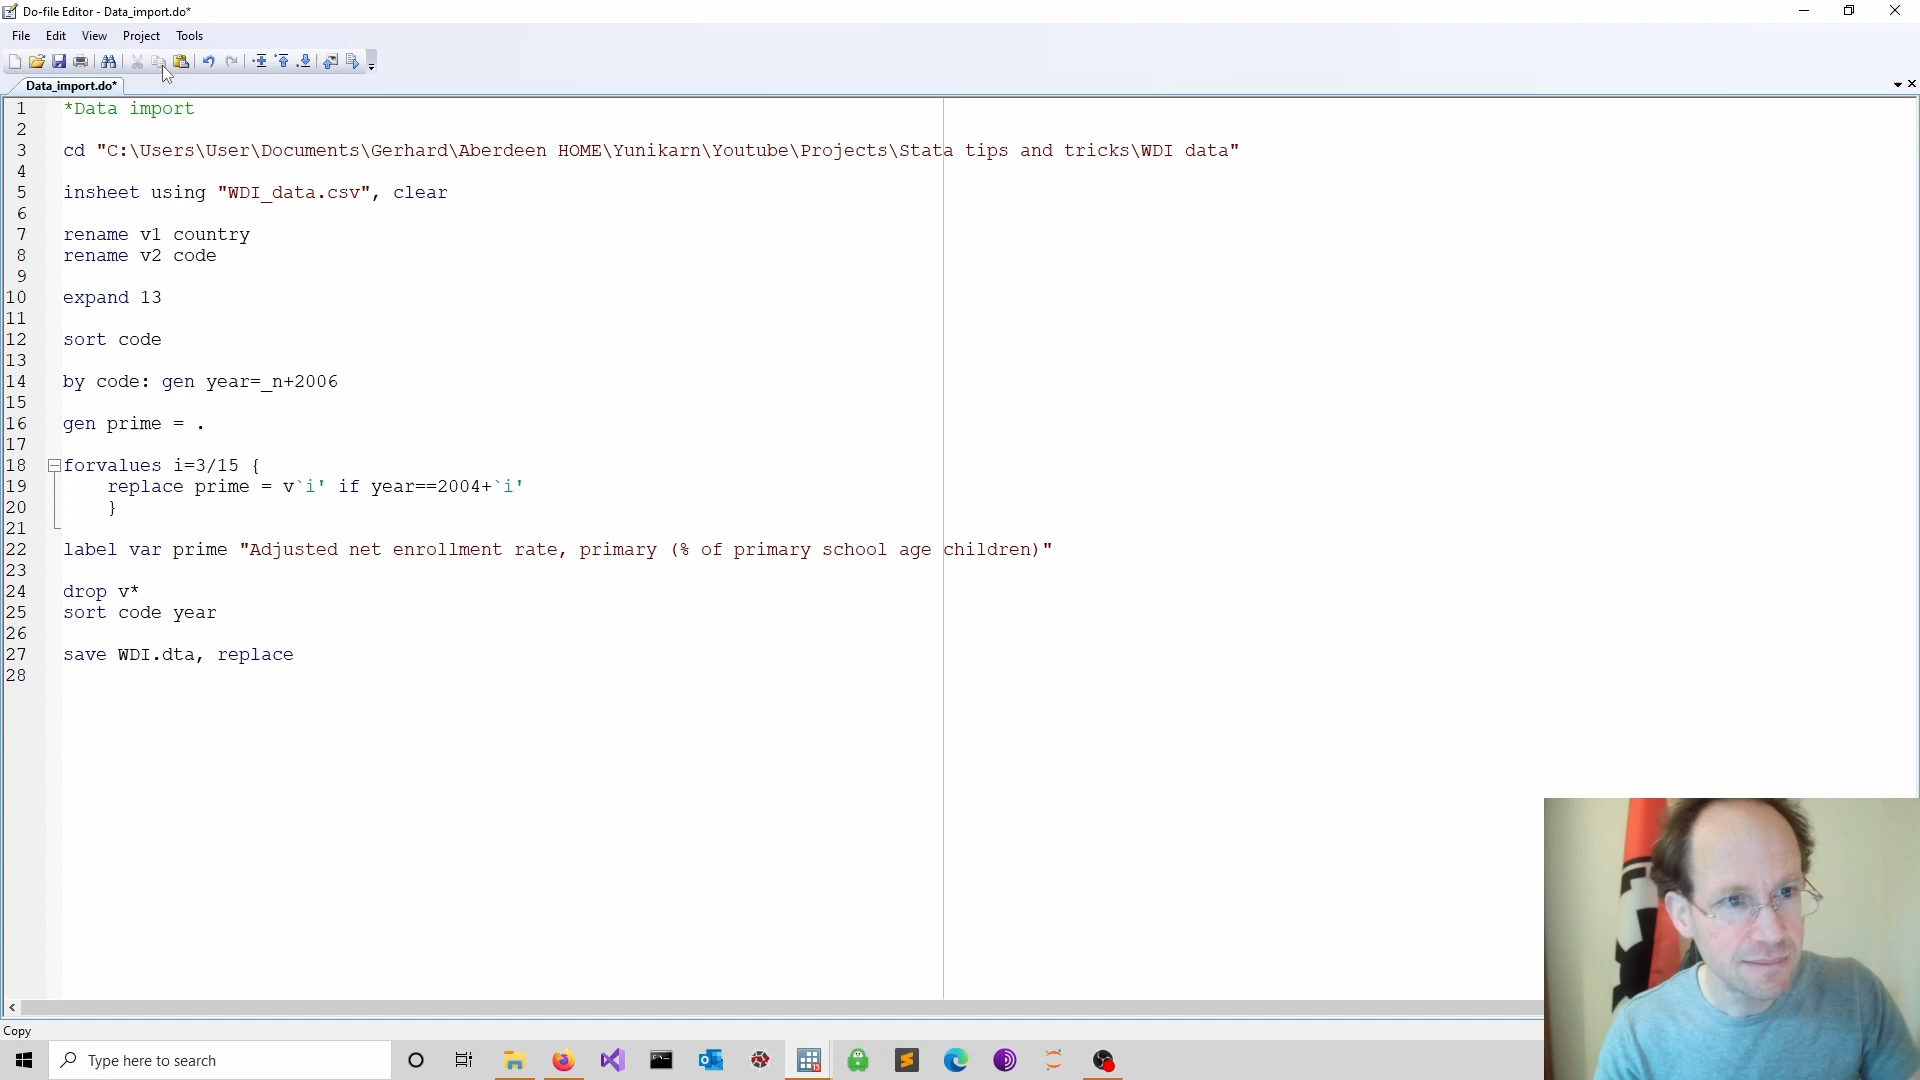 Do-file Editor - Data_import.do*
File Edit View Project Tools
Data_import.do*
1 *Data import
2
3 cd "C:\Users\User\Documents\Gerhard\Aberdeen HOME\Yunikarn\Youtube\Projects\Stata tips and tricks\WDI data"
4
5 insheet using "WDI_data.csv", clear
6
7 rename v1 country
8 rename v2 code
9
10 expand 13
11
12 sort code
13
14 by code: gen year=_n+2006
15
16 gen prime = .
17
18 forvalues i=3/15 {
19 replace prime = v`i' if year==2004+`i'
20 }
21
22 label var prime "Adjusted net enrollment rate, primary (% of primary school age children)"
23
24 drop v*
25 sort code year
26
27 save WDI.dta, replace
28
Copy
Type here to search